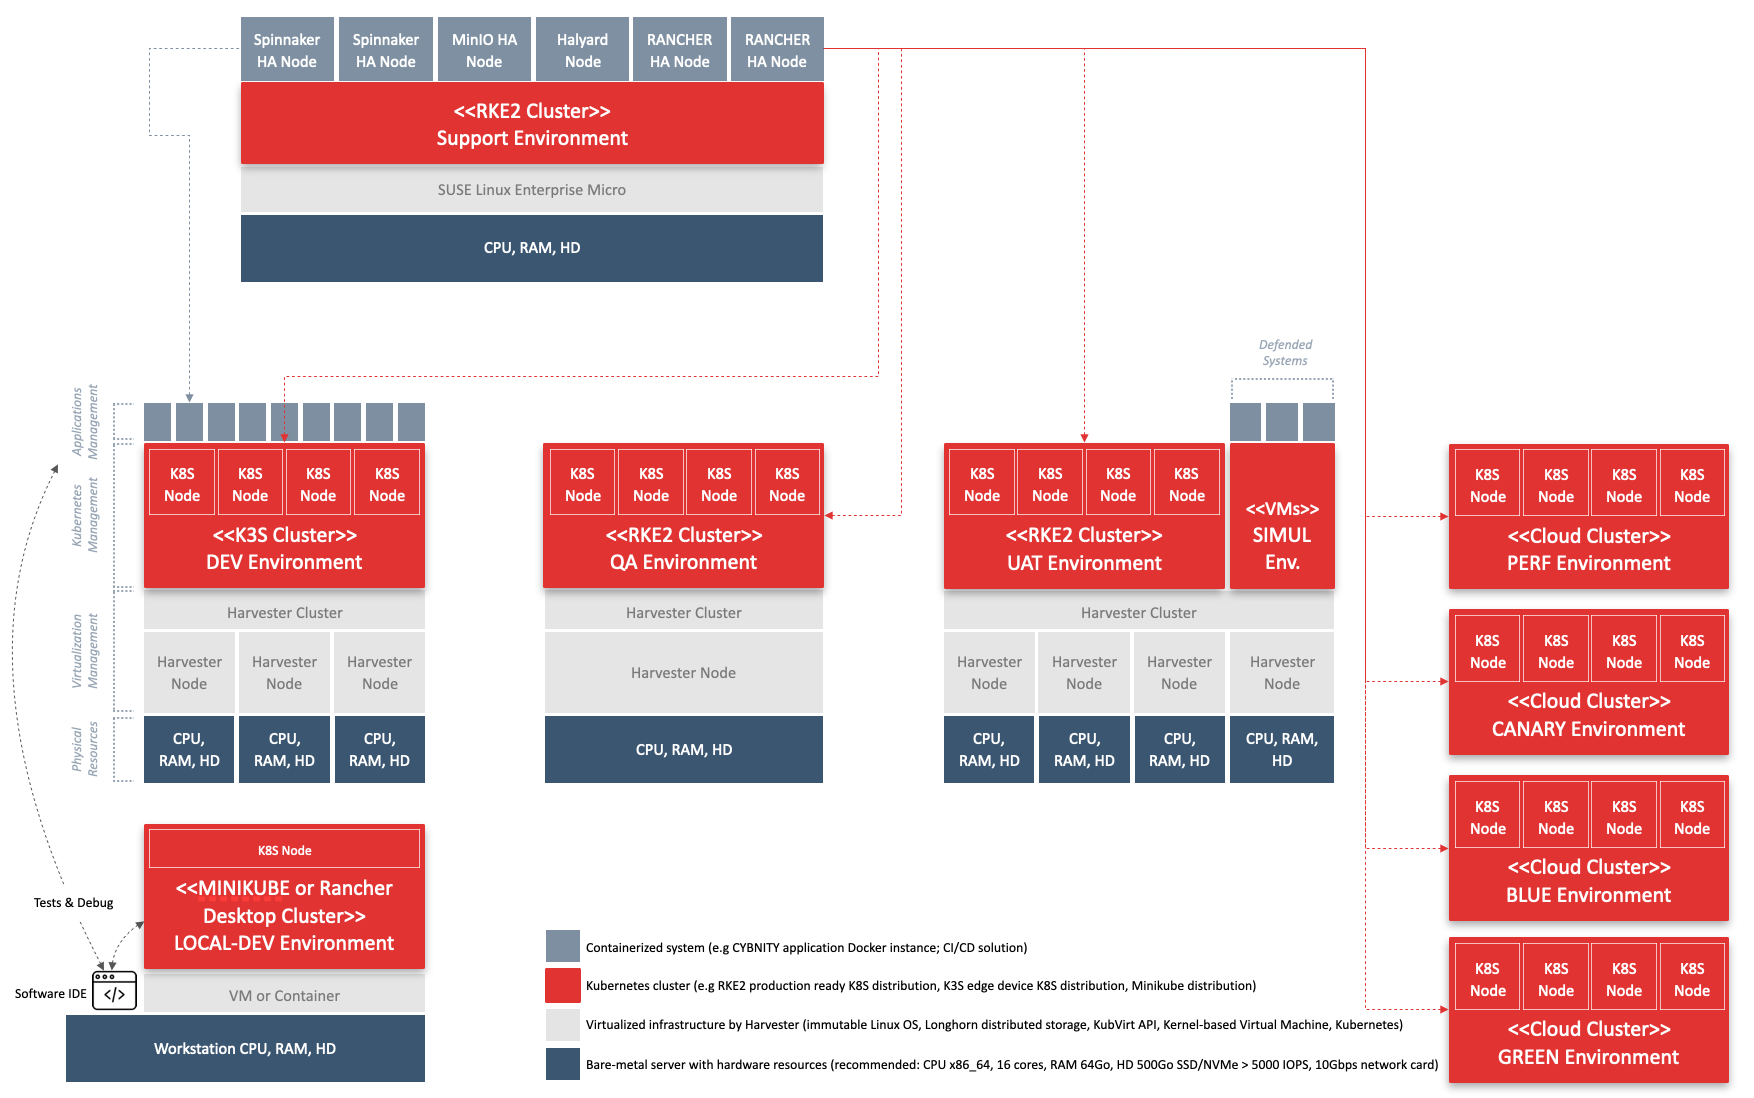 Spinnaker
HA Node
Spinnaker
HA Node
MinIO HA
Node
Halyard
Node
RANCHER
HA Node
RANCHER
HA Node
<<RKE2 Cluster>>
Support Environment
SUSE Linux Enterprise Micro
CPU, RAM, HD
Defended
Systems
Applications
Management
Kubernetes
Management
Virtualization
Management
Physical
Resources
K8S
Node
K8S
Node
K8S
Node
K8S
Node
<<K3S Cluster>>
DEV Environment
Harvester Cluster
Harvester
Node
Harvester
Node
Harvester
Node
CPU,
RAM, HD
CPU,
RAM, HD
CPU,
RAM, HD
K8S
Node
K8S
Node
K8S
Node
K8S
Node
<<RKE2 Cluster>>
QA Environment
Harvester Cluster
Harvester Node
CPU, RAM, HD
K8S
Node
K8S
Node
K8S
Node
K8S
Node
<<RKE2 Cluster>>
UAT Environment
<<VMs>>
SIMUL
Env.
Harvester Cluster
Harvester
Node
Harvester
Node
Harvester
Node
Harvester
Node
CPU,
RAM, HD
CPU,
RAM, HD
CPU,
RAM, HD
CPU, RAM,
HD
K8S
Node
K8S
Node
K8S
Node
K8S
Node
<<Cloud Cluster>>
PERF Environment
K8S
Node
K8S
Node
K8S
Node
K8S
Node
<<Cloud Cluster>>
CANARY Environment
K8S
Node
K8S
Node
K8S
Node
K8S
Node
<<Cloud Cluster>>
BLUE Environment
K8S
Node
K8S
Node
K8S
Node
K8S
Node
<<Cloud Cluster>>
GREEN Environment
Tests & Debug
Software IDE
</>
K8S Node
<<MINIKUBE or Rancher
Desktop Cluster>>
LOCAL-DEV Environment
VM or Container
Workstation CPU, RAM, HD
Containerized system (e.g CYBNITY application Docker instance; CI/CD solution)
Kubernetes cluster (e.g RKE2 production ready K8S distribution, K3S edge device K8S distribution, Minikube distribution)
Virtualized infrastructure by Harvester (immutable Linux OS, Longhorn distributed storage, KubVirt API, Kernel-based Virtual Machine, Kubernetes)
Bare-metal server with hardware resources (recommended: CPU x86_64, 16 cores, RAM 64Go, HD 500Go SSD/NVMe > 5000 IOPS, 10Gbps network card)